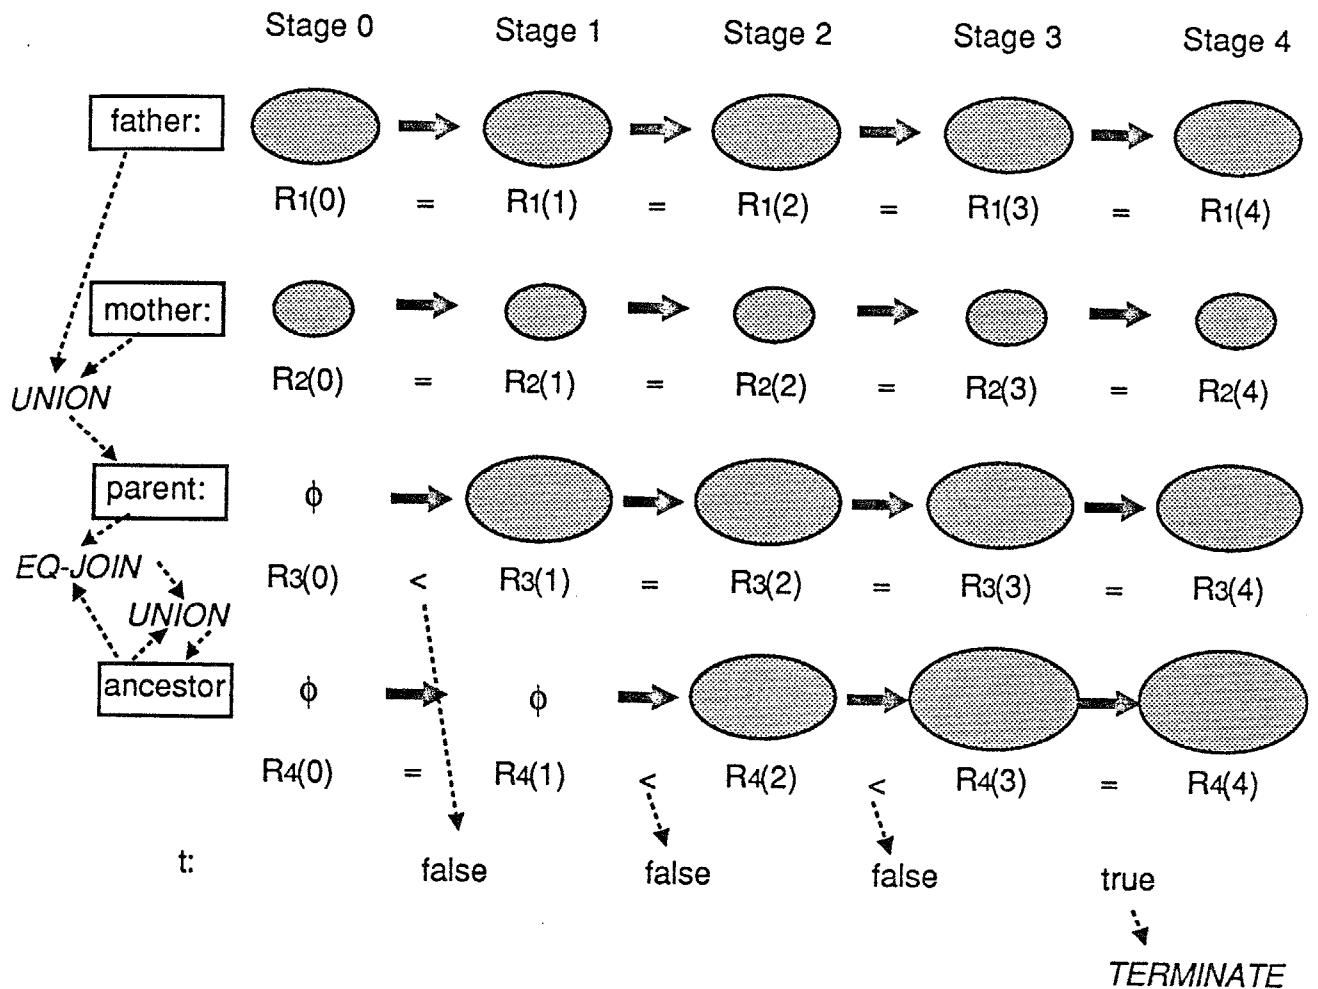 Stage 0 Stage 1 Stage 2 Stage 3 Stage 4
father:
R1(0) = R1(1) = R1(2) = R1(3) = R1(4)
mother:
R2(0) = R2(1) = R2(2) = R2(3) = R2(4)
UNION
parent: ϕ
EQ-JOIN
R3(0) < R3(1) = R3(2) = R3(3) = R3(4)
UNION
ancestor ϕ ϕ
R4(0) = R4(1) < R4(2) < R4(3) = R4(4)
t: false false false true
TERMINATE